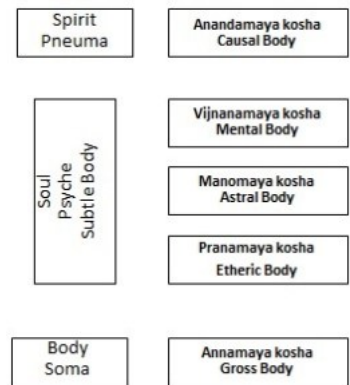 Spirit
Pneuma
Anandamaya kosha
Causal Body
Soul
Psyche
Subtle Body
Vijnanamaya kosha
Mental Body
Manomaya kosha
Astral Body
Pranamaya kosha
Etheric Body
Body
Soma
Annamaya kosha
Gross Body